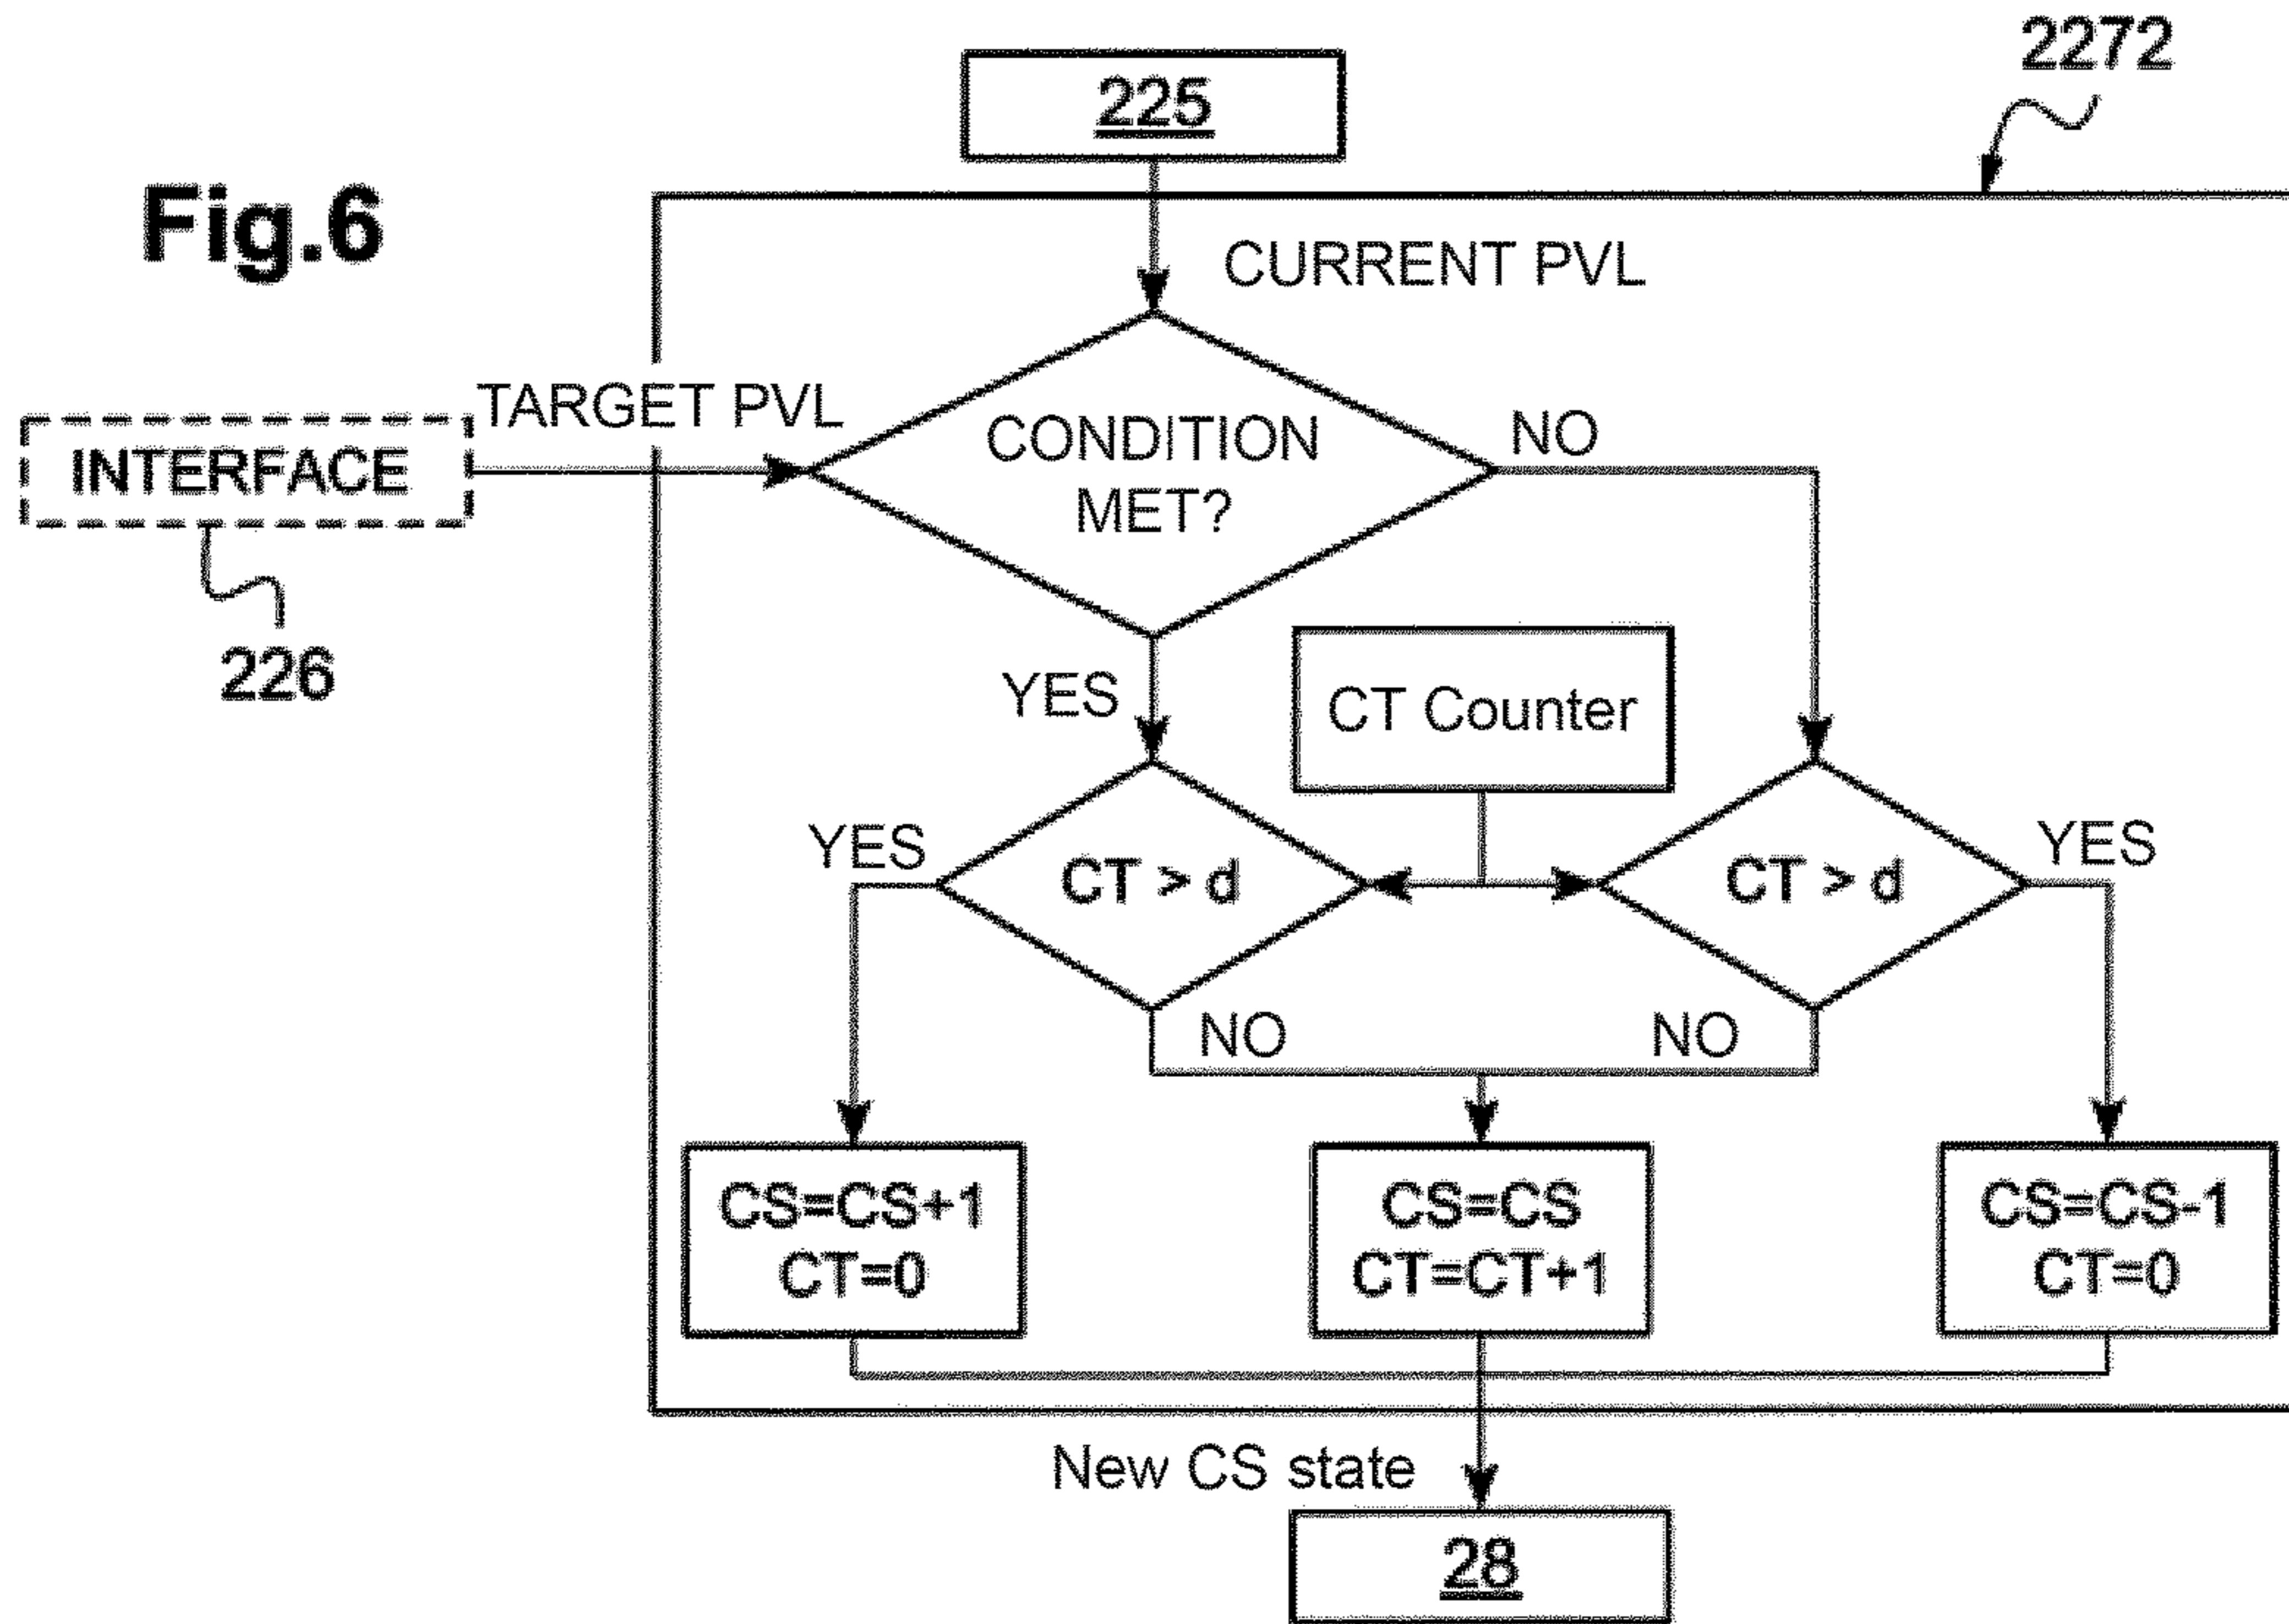 2272
225
Fig.6
CURRENT PVL
TARGET PVL
INTERFACE
CONDITION
MET?
NO
226
YES
CT Counter
YES
CT > d
CT > d
YES
NO
NO
CS=CS+1
CT=0
CS=CS
CT=CT+1
CS=CS-1
CT=0
New CS state
28